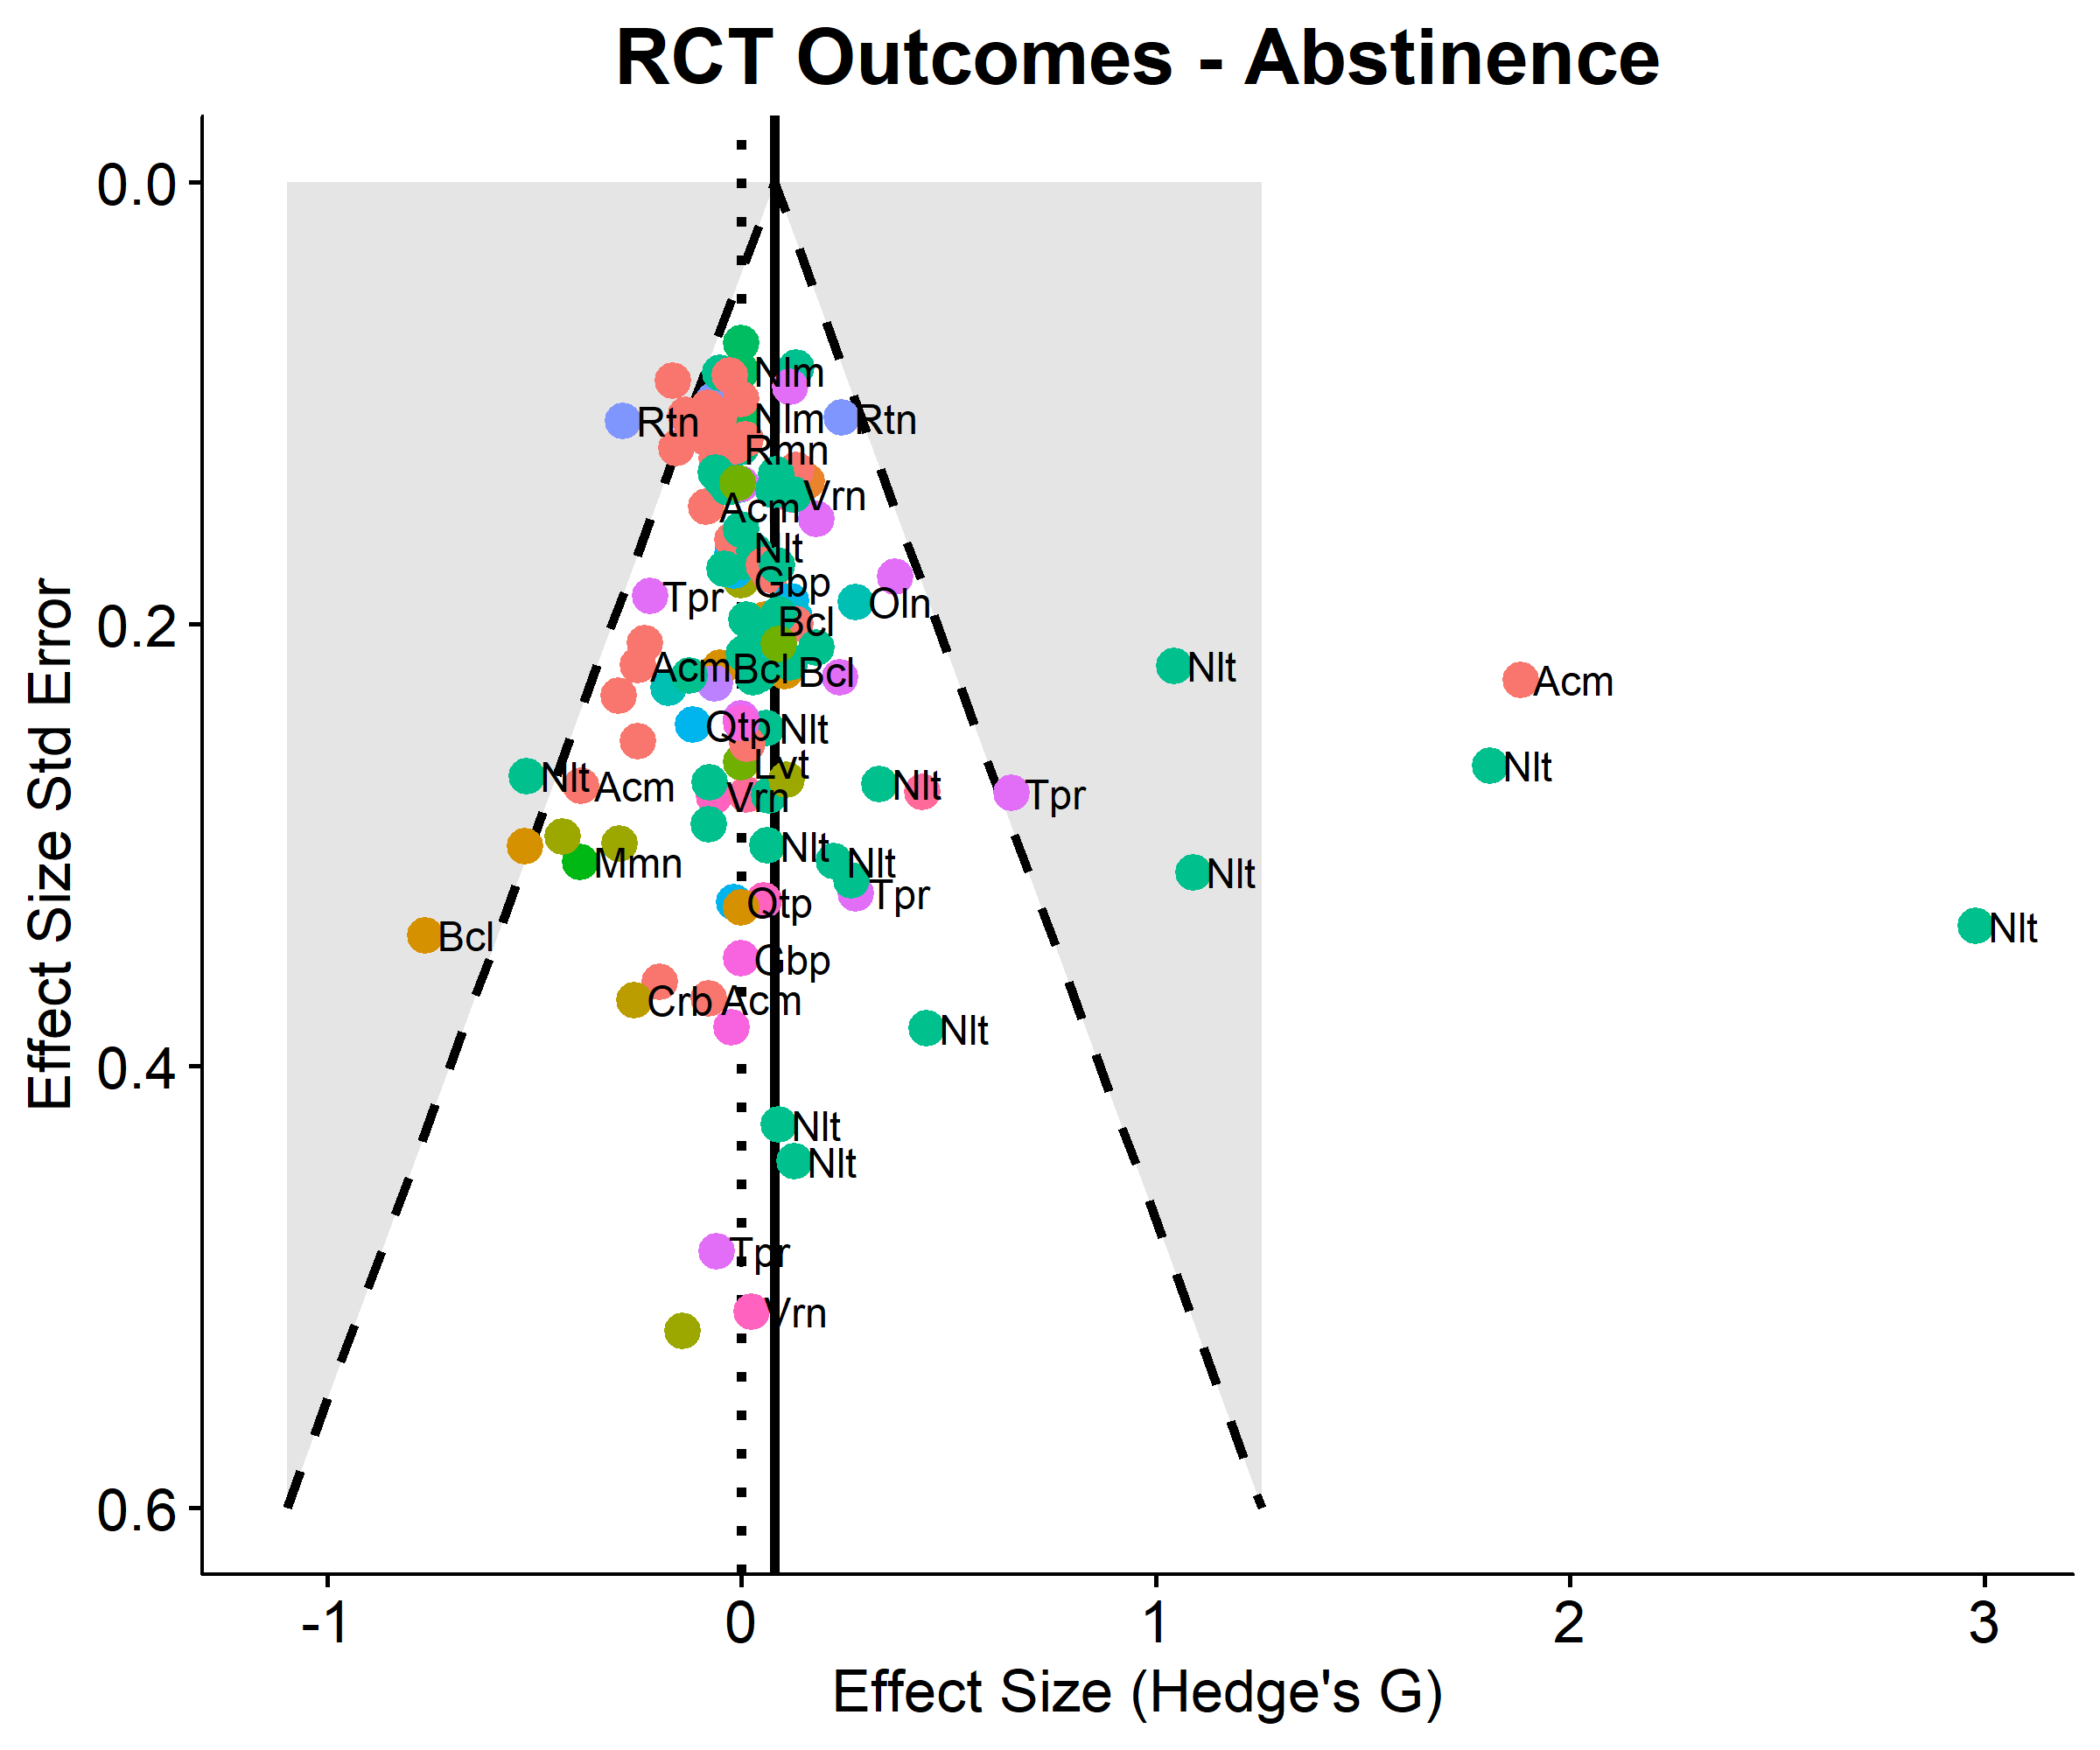 RCT Outcomes - Abstinence
0.0
Nlm
Rtn
Nlm
Rtn
Rmn
Vrn
Acm
Nlt
Gbp
Tpr
Oln
0.2
Bcl
Acm
Bcl
Bcl
Nlt
Acm
Qtp
Nlt
Lvt
Nlt
Nlt
Acm
Vrn
Nlt
Tpr
Nlt
Mmn
Nlt
Tpr
Nlt
Qtp
Bcl
Nlt
Gbp
Crb
Acm
Nlt
0.4
Nlt
Nlt
Tpr
Vrn
0.6
Effect Size Std Error
-1
0
1
2
3
Effect Size (Hedge's G)